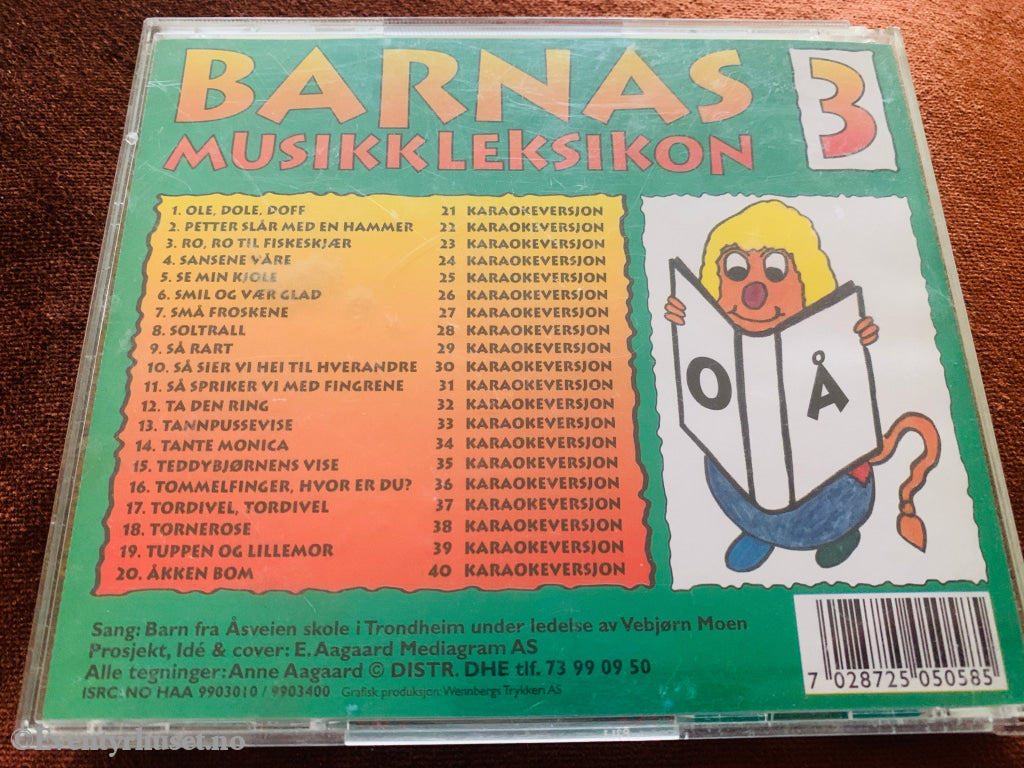 BARNAS 3
MUSIKKLEKSIKON
1. OLE, DOLE, DOFF 21 KARAOKEVERSJON
2. PETTER SLÅR MED EN HAMMER 22 KARAOKEVERSJON
3. RO, RO TIL FISKESKJÆR 23 KARAOKEVERSJON
4. SANSENE VÅRE 24 KARAOKEVERSJON
5. SE MIN KJOLE 25 KARAOKEVERSJON
6. SMIL OG VÆR GLAD 26 KARAOKEVERSJON
7. SMÅ FROSKENE 27 KARAOKEVERSJON
8. SOLTRALL 28 KARAOKEVERSJON
9. SÅ RART 29 KARAOKEVERSJON
10. SÅ SIER VI HEI TIL HVERANDRE 30 KARAOKEVERSJON
11. SÅ SPRIKER VI MED FINGRENE 31 KARAOKEVERSJON
12. TA DEN RING 32 KARAOKEVERSJON
13. TANNPUSSEVISE 33 KARAOKEVERSJON
14. TANTE MONICA 34 KARAOKEVERSJON
15. TEDDYBJØRNENS VISE 35 KARAOKEVERSJON
16. TOMMELFINGER, HVOR ER DU? 36 KARAOKEVERSJON
17. TORDIVEL, TORDIVEL 37 KARAOKEVERSJON
18. TORNEROSE 38 KARAOKEVERSJON
19. TUPPEN OG LILLEMOR 39 KARAOKEVERSJON
20. ÅKKEN BOM 40 KARAOKEVERSJON
O Å
Sang: Barn fra Åsveien skole i Trondheim under ledelse av Vebjørn Moen
Prosjekt, Idé & cover: E. Aagaard Mediagram AS
Alle tegninger: Anne Aagaard © DISTR. DHE tlf. 73 99 09 50
ISRC: NO HAA 9903010 / 9903400 Grafisk produksjon: Wennbergs Trykkeri AS
7 028725 050585
© Eventyrhuset.no